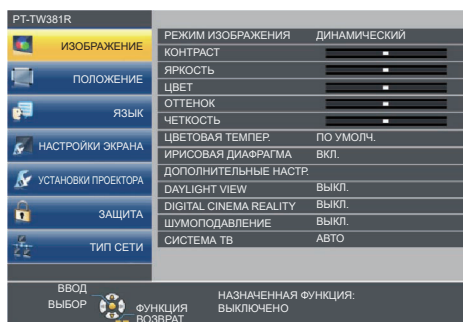 PT-TW381R
ИЗОБРАЖЕНИЕ
ПОЛОЖЕНИЕ
ЯЗЫК
НАСТРОЙКИ ЭКРАНА
УСТАНОВКИ ПРОЕКТОРА
ЗАЩИТА
ТИП СЕТИ
РЕЖИМ ИЗОБРАЖЕНИЯ ДИНАМИЧЕСКИЙ
КОНТРАСТ
ЯРКОСТЬ
ЦВЕТ
ОТТЕНОК
ЧЕТКОСТЬ
ЦВЕТОВАЯ ТЕМПЕР. ПО УМОЛЧ.
ИРИСОВАЯ ДИАФРАГМА ВКЛ.
ДОПОЛНИТЕЛЬНЫЕ НАСТР.
DAYLIGHT VIEW ВЫКЛ.
DIGITAL CINEMA REALITY ВЫКЛ.
ШУМОПОДАВЛЕНИЕ ВЫКЛ.
СИСТЕМА ТВ АВТО
ВВОД
ВЫБОР
ФУНКЦИЯ
ВОЗВРАТ
НАЗНАЧЕННАЯ ФУНКЦИЯ:
ВЫКЛЮЧЕНО